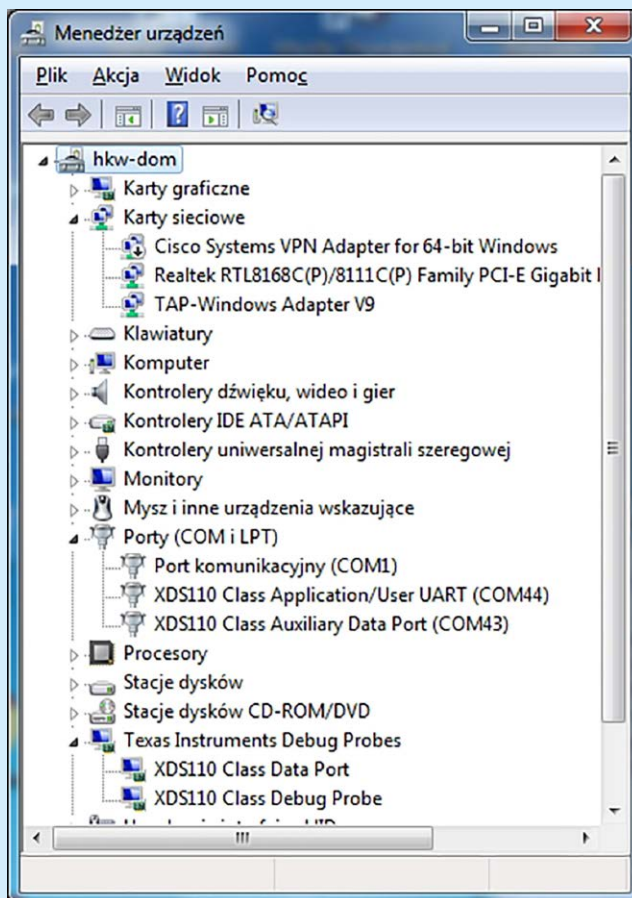 Menedżer urządzeń
Plik Akcja Widok Pomoc
hkw-dom
Karty graficzne
Karty sieciowe
Cisco Systems VPN Adapter for 64-bit Windows
Realtek RTL8168C(P)/8111C(P) Family PCI-E Gigabit
TAP-Windows Adapter V9
Klawiatury
Komputer
Kontrolery dźwięku, wideo i gier
Kontrolery IDE ATA/ATAPI
Kontrolery uniwersalnej magistrali szeregowej
Monitory
Mysz i inne urządzenia wskazujące
Porty (COM i LPT)
Port komunikacyjny (COM1)
XDS110 Class Application/User UART (COM44)
XDS110 Class Auxiliary Data Port (COM43)
Procesory
Stacje dysków
Stacje dysków CD-ROM/DVD
Texas Instruments Debug Probes
XDS110 Class Data Port
XDS110 Class Debug Probe